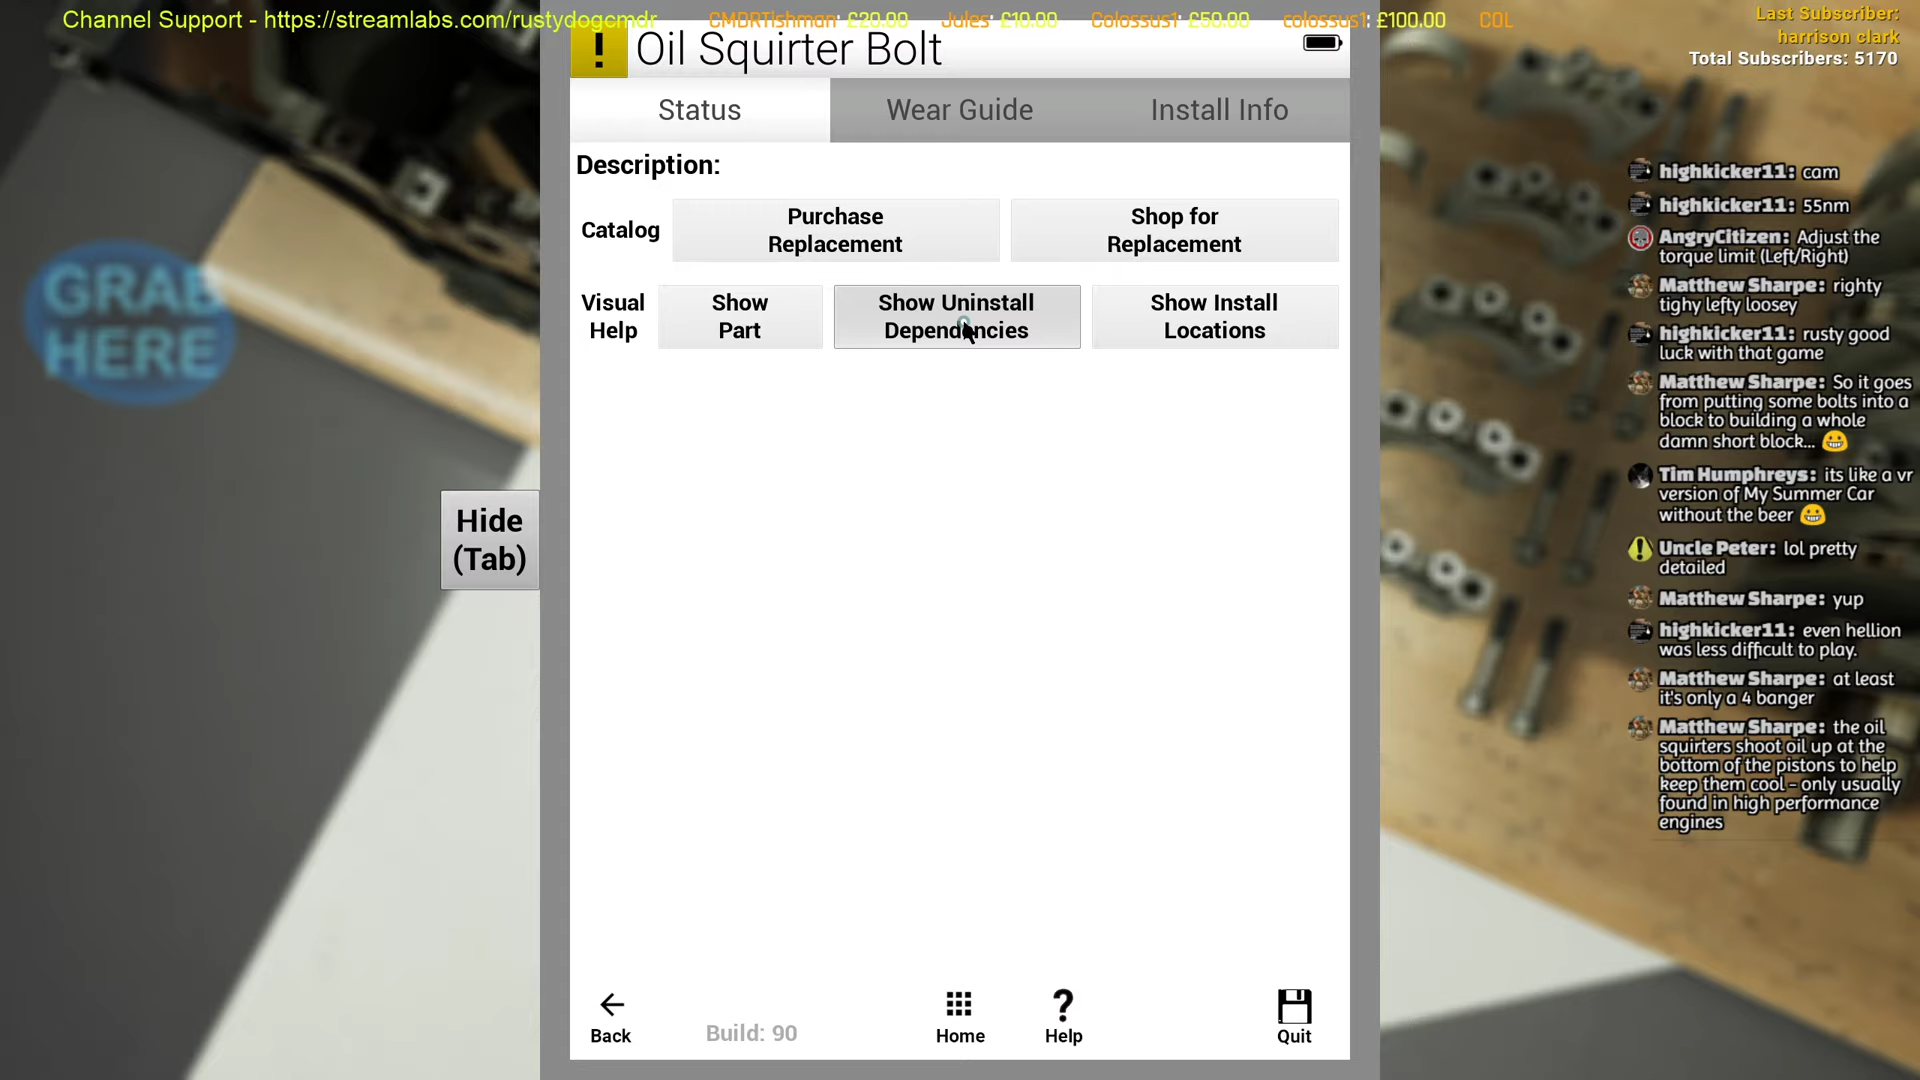 Channel Support - https://streamlabs.com/rustydogcmdr
CMDRTishman: £20.00 Jules: £10.00 Colossus1: £50.00 colossus1: £100.00 COL
Last Subscriber:
harrison clark
Total Subscribers: 5170
! Oil Squirter Bolt
Status
Wear Guide
Install Info
Description:
Catalog
Purchase
Replacement
Shop for
Replacement
Visual
Help
Show
Part
Show Uninstall
Dependencies
Show Install
Locations
GRAB
HERE
Hide
(Tab)
highkicker11: cam
highkicker11: 55nm
AngryCitizen: Adjust the
torque limit (Left/Right)
Matthew Sharpe: righty
tighy lefty loosey
highkicker11: rusty good
luck with that game
Matthew Sharpe: So it goes
from putting some bolts into a
block to building a whole
damn short block... 😀
Tim Humphreys: its like a vr
version of My Summer Car
without the beer 😀
Uncle Peter: lol pretty
detailed
Matthew Sharpe: yup
highkicker11: even hellion
was less difficult to play.
Matthew Sharpe: at least
it's only a 4 banger
Matthew Sharpe: the oil
squirters shoot oil up at the
bottom of the pistons to help
keep them cool - only usually
found in high performance
engines
Back
Build: 90
Home
? Help
Quit